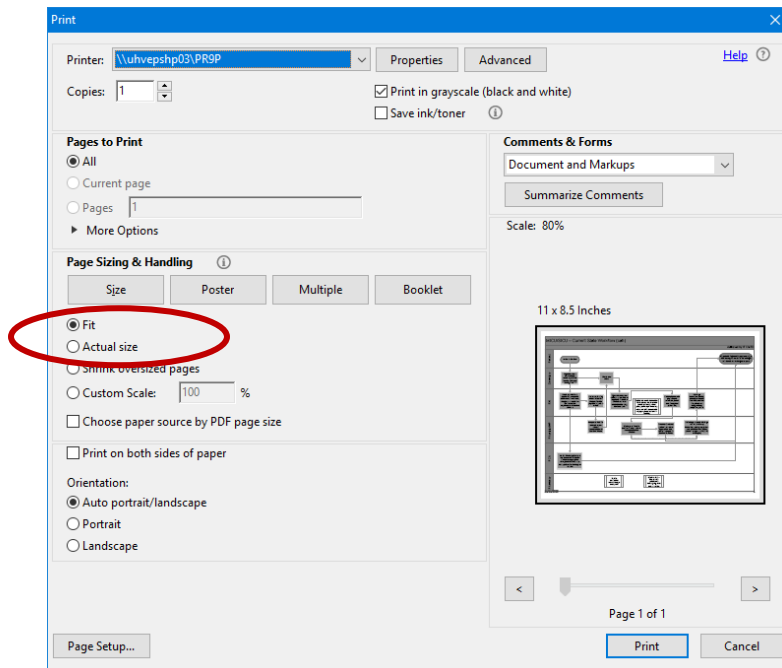 Print
Printer: \\uhvepshp03\PR9P Properties Advanced Help
Copies: 1 Print in grayscale (black and white)
Save ink/toner
Pages to Print
All
Current page
Pages 1
More Options
Comments & Forms
Document and Markups
Summarize Comments
Scale: 80%
Page Sizing & Handling
Size Poster Multiple Booklet
Fit
Actual size
Shrink oversized pages
Custom Scale: 100 %
Choose paper source by PDF page size
Print on both sides of paper
Orientation:
Auto portrait/landscape
Portrait
Landscape
11 x 8.5 Inches
< >
Page 1 of 1
Page Setup... Print Cancel